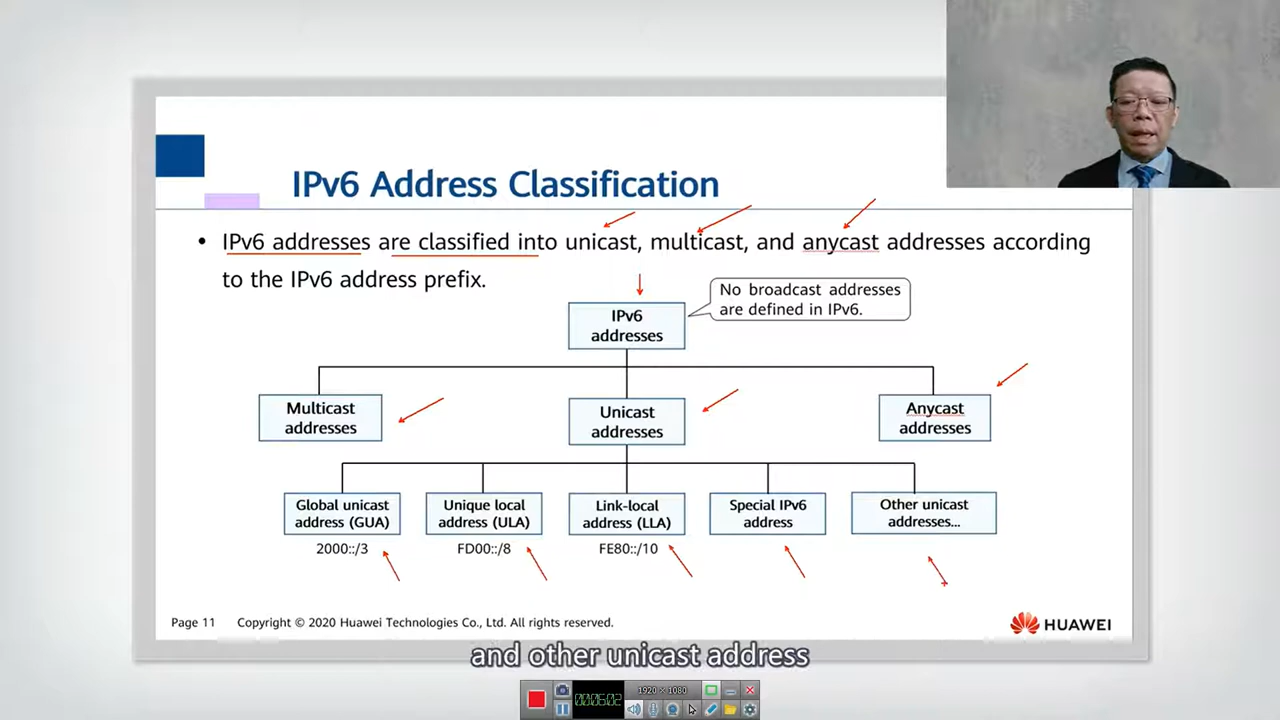 IPv6 Address Classification
• IPv6 addresses are classified into unicast, multicast, and anycast addresses according
to the IPv6 address prefix.
No broadcast addresses
are defined in IPv6.
IPv6
addresses
Multicast
addresses
Unicast
addresses
Anycast
addresses
Global unicast
address (GUA)
Unique local
address (ULA)
Link-local
address (LLA)
Special IPv6
address
Other unicast
addresses...
2000::/3
FD00::/8
FE80::/10
Page 11 Copyright © 2020 Huawei Technologies Co., Ltd. All rights reserved.
HUAWEI
and other unicast address
00:06:02
1920 × 1080